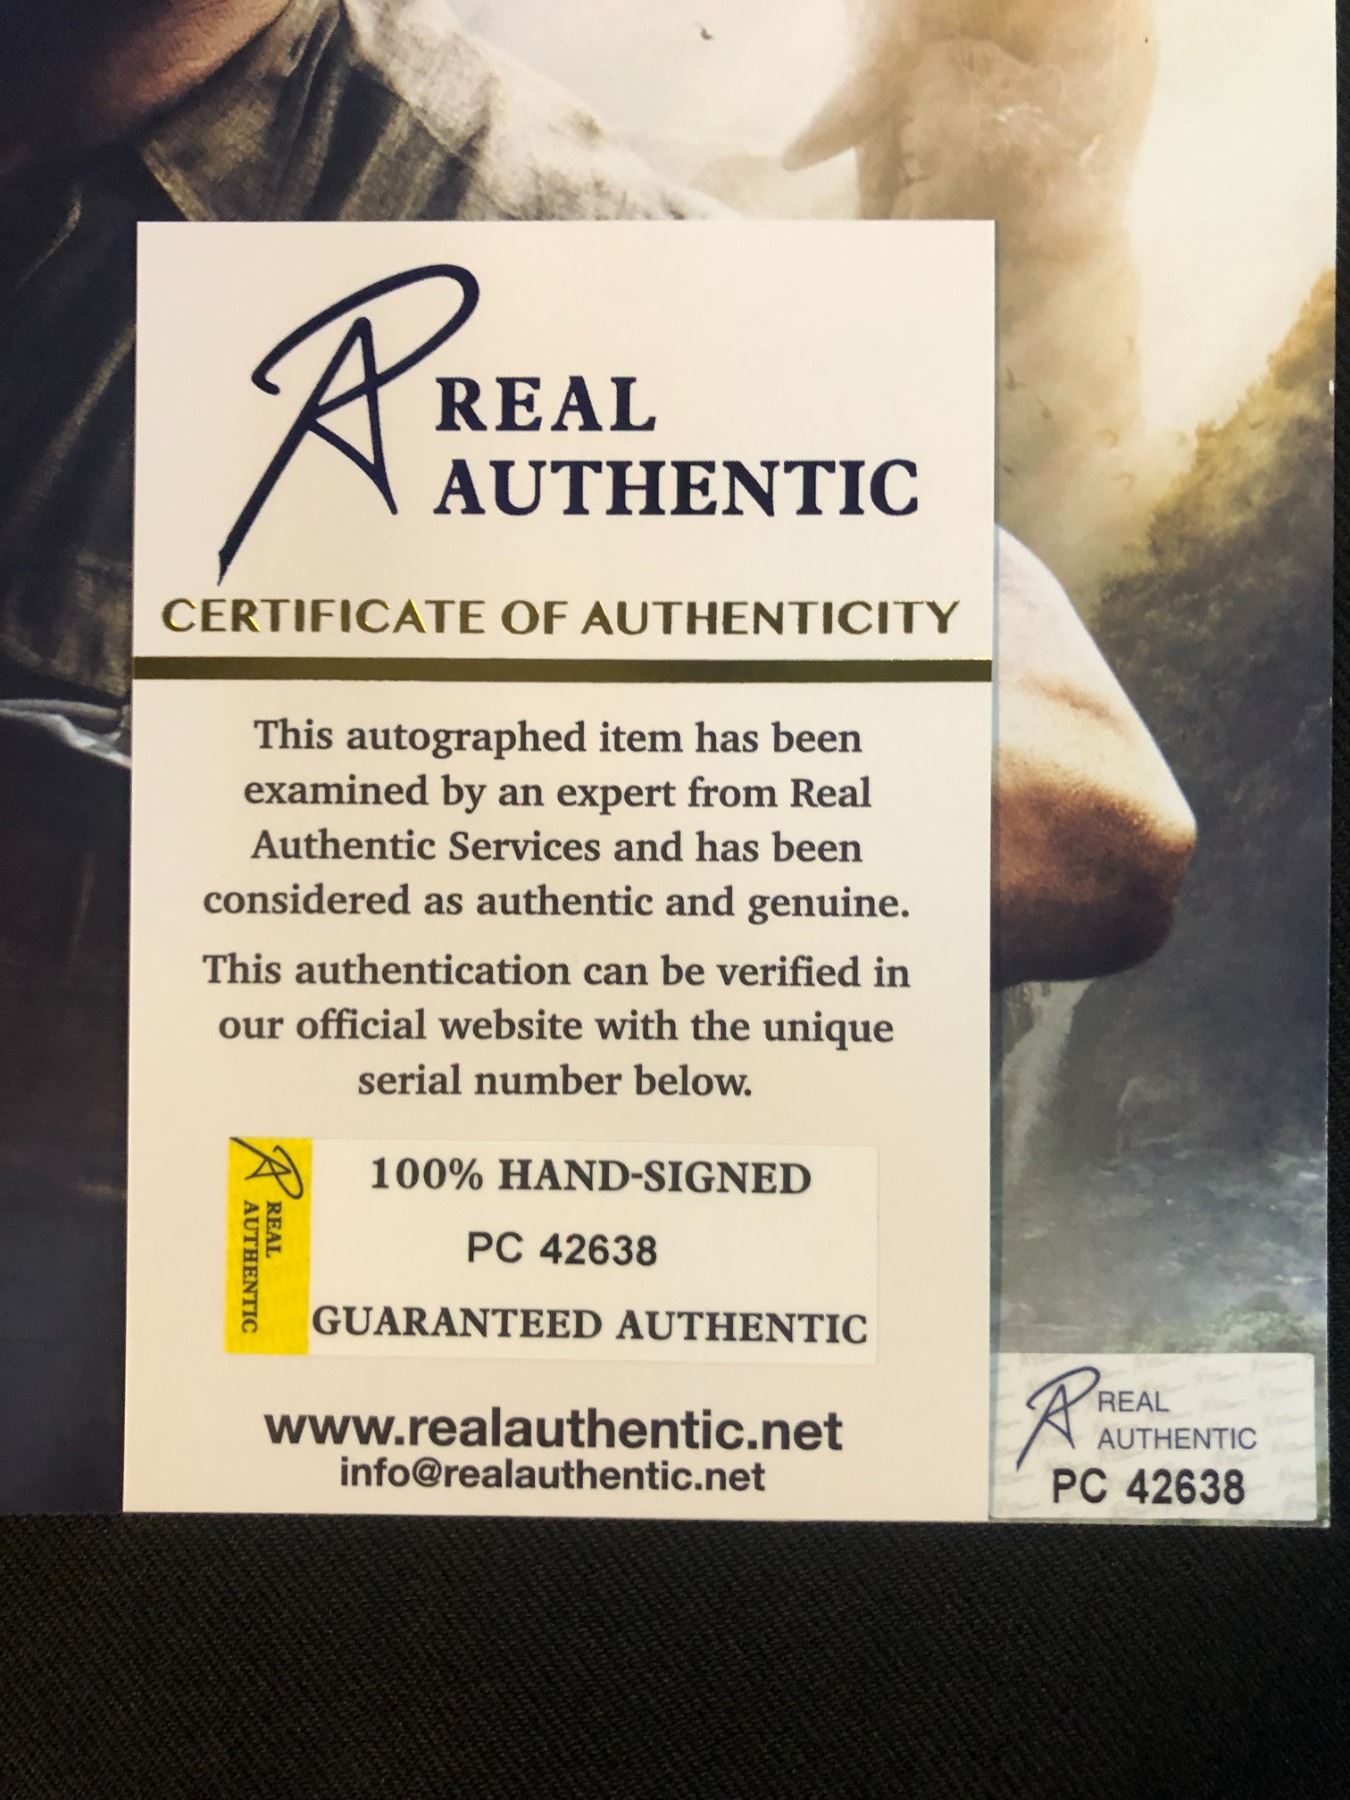 REAL
AUTHENTIC
CERTIFICATE OF AUTHENTICITY
This autographed item has been
examined by an expert from Real
Authentic Services and has been
considered as authentic and genuine.
This authentication can be verified in
our official website with the unique
serial number below.
REAL
AUTHENTIC
100% HAND-SIGNED
PC 42638
GUARANTEED AUTHENTIC
www.realauthentic.net
info@realauthentic.net
REAL
AUTHENTIC
PC 42638